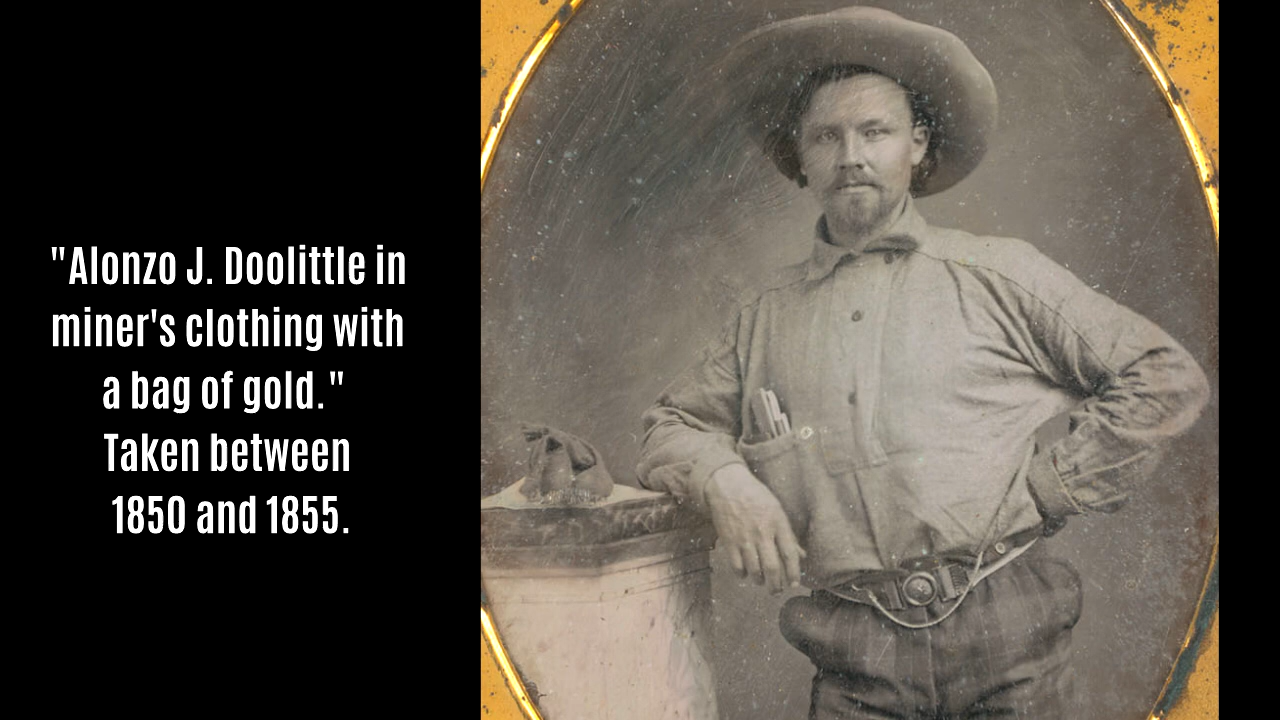 "Alonzo J. Doolittle in
miner's clothing with
a bag of gold."
Taken between
1850 and 1855.